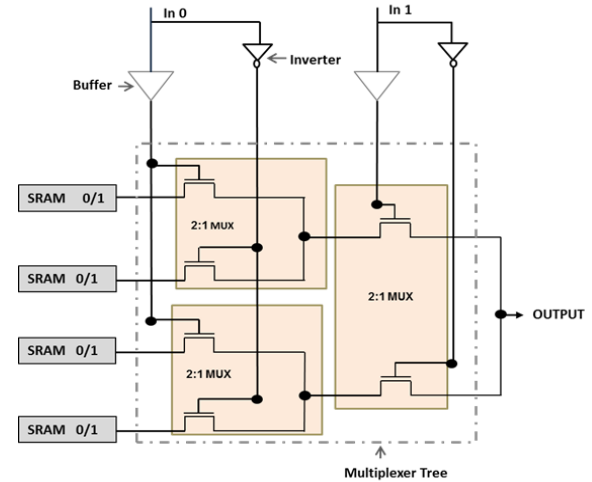 In 0
In 1
Inverter
Buffer
SRAM 0/1
2:1 MUX
SRAM 0/1
2:1 MUX
OUTPUT
SRAM 0/1
2:1 MUX
SRAM 0/1
Multiplexer Tree